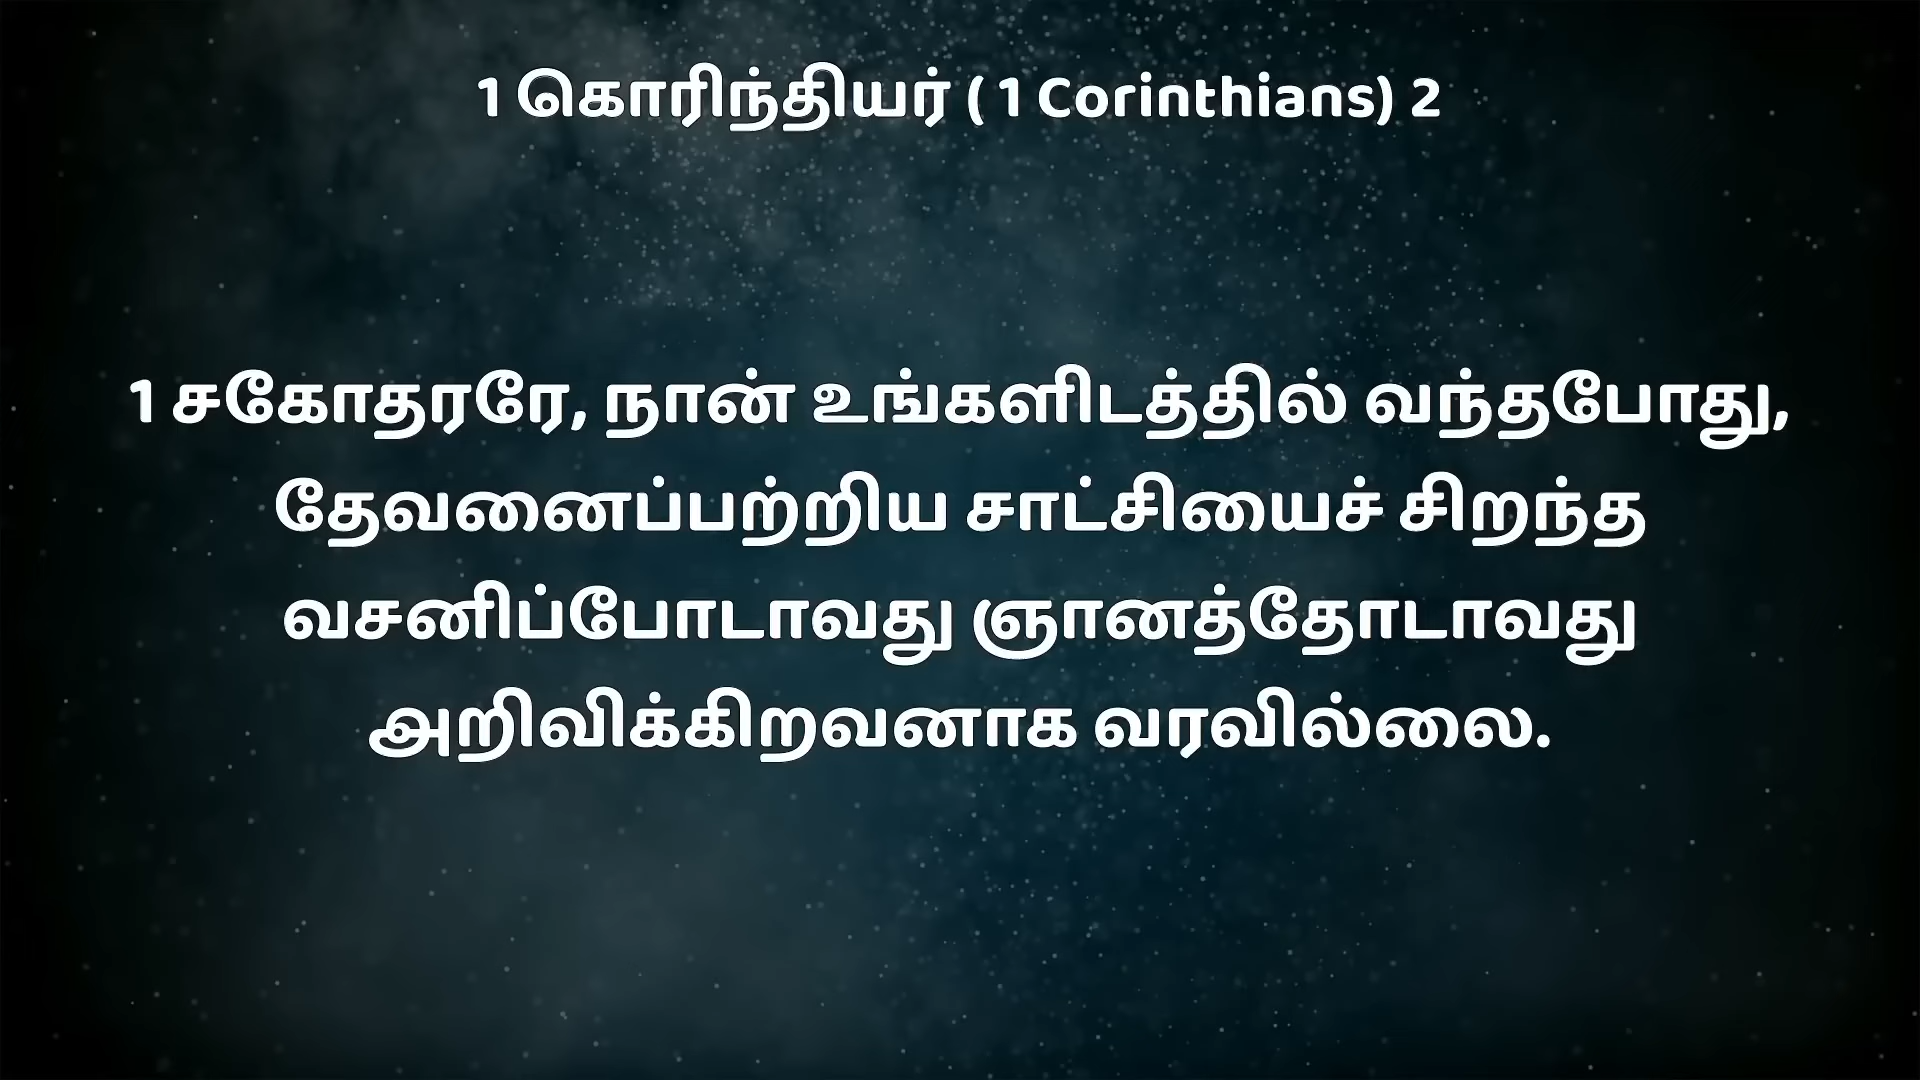 1 கொரிந்தியர் ( 1 Corinthians) 2
1 சகோதரரே, நான் உங்களிடத்தில் வந்தபோது,
தேவனைப்பற்றிய சாட்சியைச் சிறந்த
வசனிப்போடாவது ஞானத்தோடாவது
அறிவிக்கிறவனாக வரவில்லை.